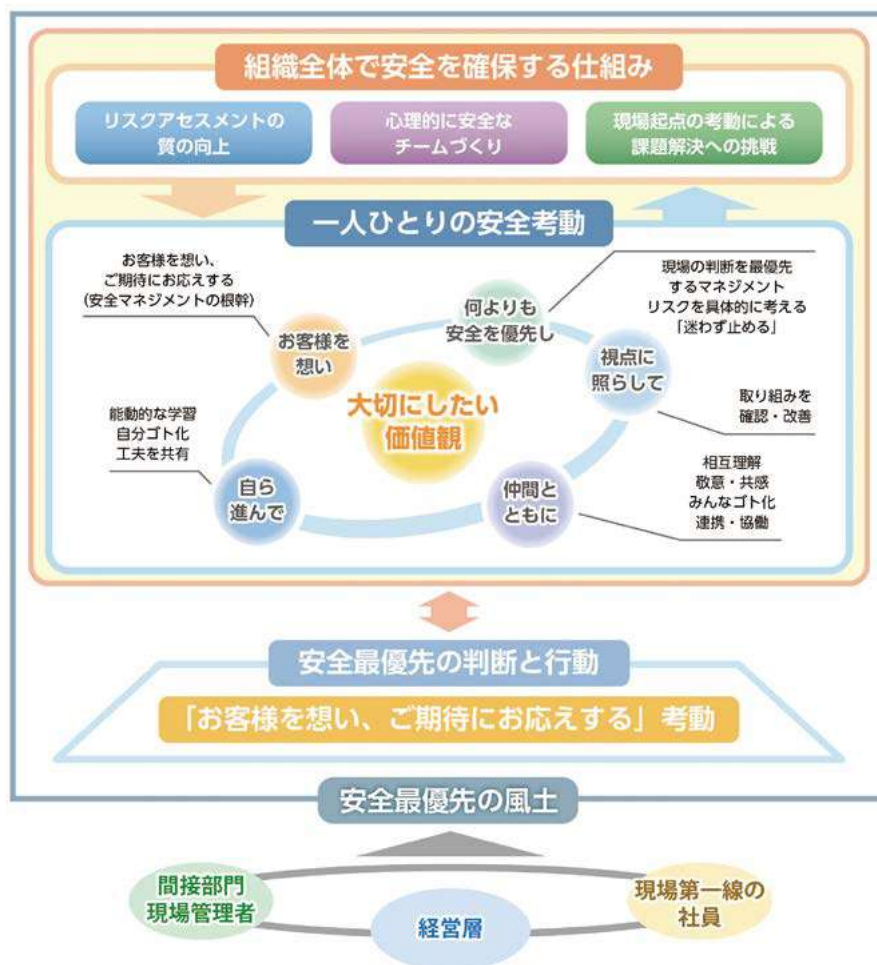 組織全体で安全を確保する仕組み
リスクアセスメントの
質の向上
心理的に安全な
チームづくり
現場起点の考動による
課題解決への挑戦
一人ひとりの安全考動
お客様を想い、
ご期待にお応えする
(安全マネジメントの根幹)
お客様を
想い
何よりも
安全を優先し
現場の判断を最優先
するマネジメント
リスクを具体的に考える
「迷わず止める」
視点に
照らして
取り組みを
確認・改善
大切にしたい
価値観
能動的な学習
自分ゴト化
工夫を共有
自ら
進んで
仲間と
ともに
相互理解
敬意・共感
みんなゴト化
連携・協働
安全最優先の判断と行動
「お客様を想い、ご期待にお応えする」考動
安全最優先の風土
間接部門
現場管理者
経営層
現場第一線の
社員